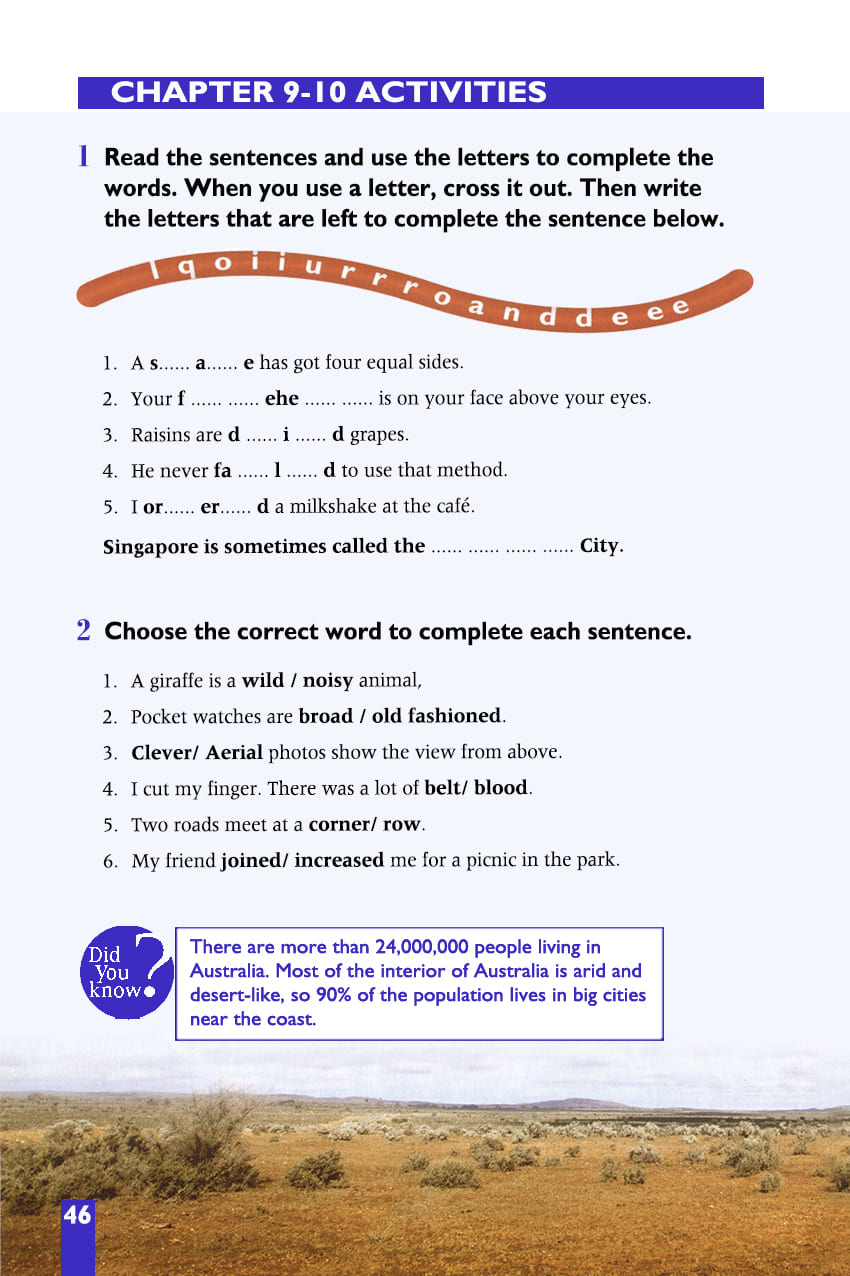 CHAPTER 9-10 ACTIVITIES
1 Read the sentences and use the letters to complete the
words. When you use a letter, cross it out. Then write
the letters that are left to complete the sentence below.
l q o i i u r r r o a n d d e e e
1. A s...... a...... e has got four equal sides.
2. Your f ...... ...... ehe ...... ...... is on your face above your eyes.
3. Raisins are d ...... i ...... d grapes.
4. He never fa ...... l ...... d to use that method.
5. I or...... er...... d a milkshake at the café.
Singapore is sometimes called the ...... ...... ...... ...... City.
2 Choose the correct word to complete each sentence.
1. A giraffe is a wild / noisy animal,
2. Pocket watches are broad / old fashioned.
3. Clever/ Aerial photos show the view from above.
4. I cut my finger. There was a lot of belt/ blood.
5. Two roads meet at a corner/ row.
6. My friend joined/ increased me for a picnic in the park.
Did
You
know?
There are more than 24,000,000 people living in
Australia. Most of the interior of Australia is arid and
desert-like, so 90% of the population lives in big cities
near the coast.
46